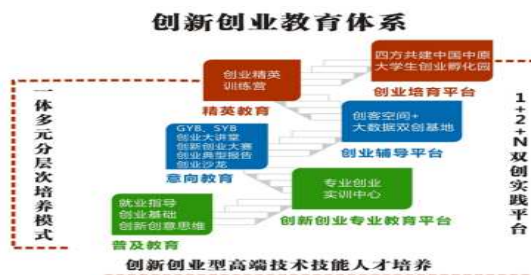 创新创业教育体系
四方共建中国中原
大学生创业孵化园
创业培育平台
创业精英
训练营
精英教育
创客空间+
大数据双创基地
创业辅导平台
GYB、SYB
创业大讲堂
创新创业大赛
创业典型报告
创业沙龙
意向教育
专业创业
实训中心
创新创业专业教育平台
就业指导
创业基础
创新创意思维
普及教育
一体多元分层次培养模式
1+2+N双创实践平台
创新创业型高端技术技能人才培养